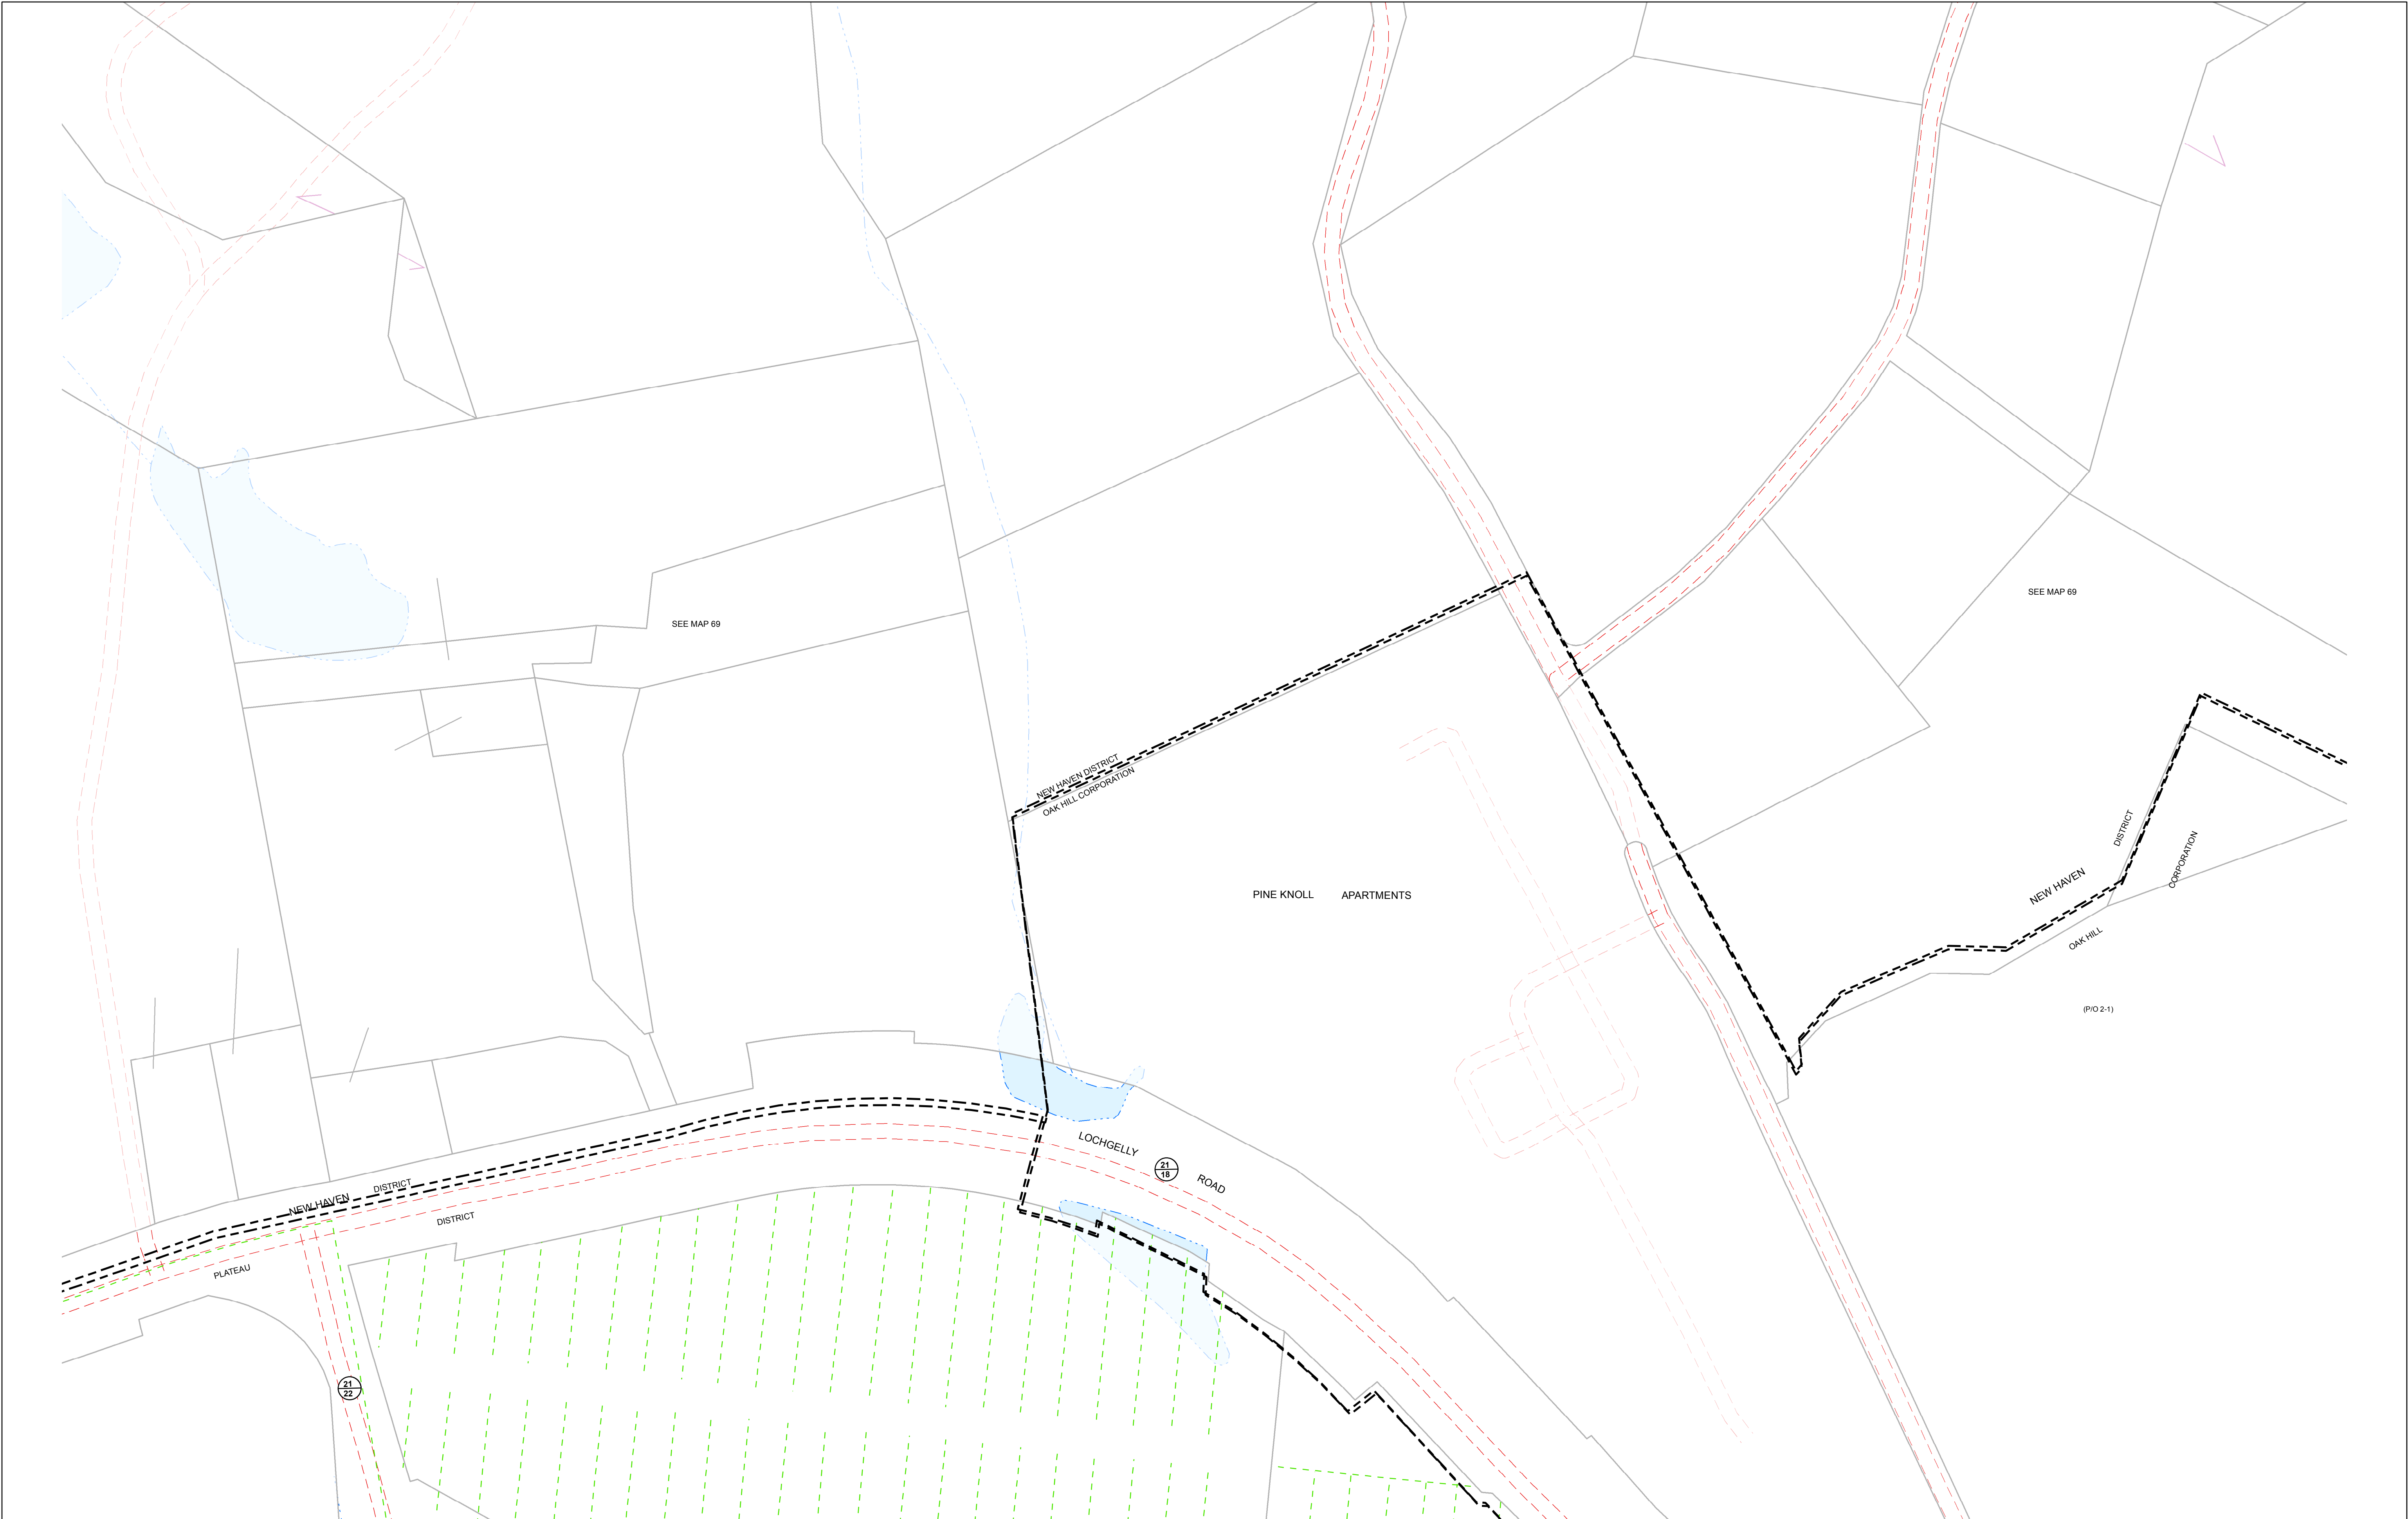 SEE MAP 69
SEE MAP 69
NEW HAVEN DISTRICT
OAK HILL CORPORATION
PINE KNOLL APARTMENTS
NEW HAVEN DISTRICT
OAK HILL CORPORATION
(P/O 2-1)
LOCHGELLY ROAD
21
18
NEW HAVEN DISTRICT
PLATEAU DISTRICT
21
22